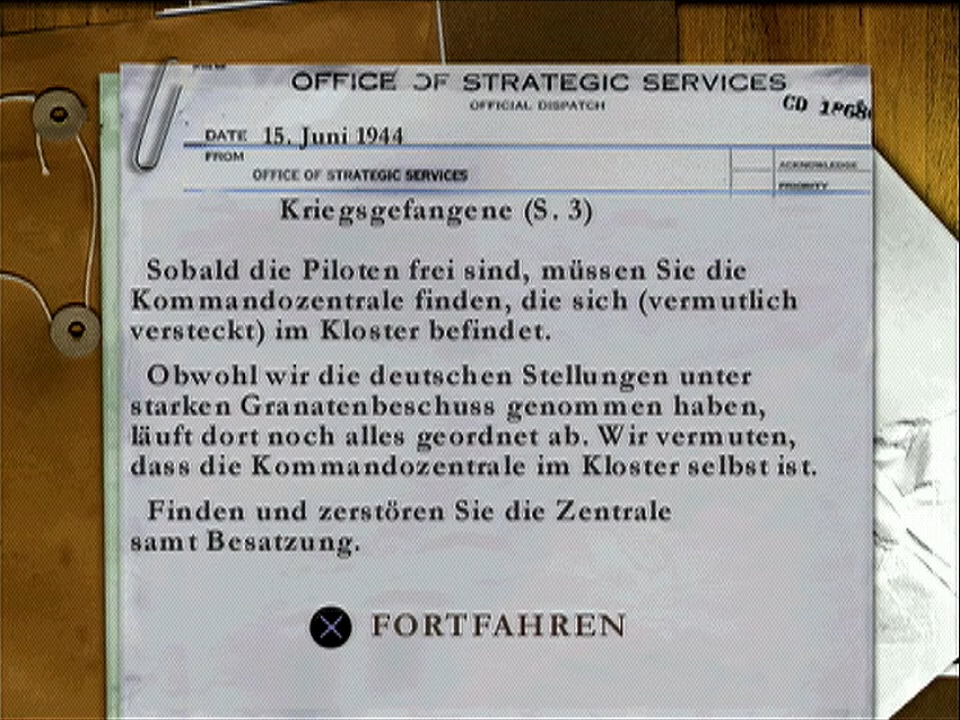 OFFICE OF STRATEGIC SERVICES
OFFICIAL DISPATCH
DATE 15. Juni 1944
FROM
OFFICE OF STRATEGIC SERVICES
ACKNOWLEDGE
PRIORITY
Kriegsgefangene (S. 3)
Sobald die Piloten frei sind, müssen Sie die
Kommandozentrale finden, die sich (vermutlich
versteckt) im Kloster befindet.
Obwohl wir die deutschen Stellungen unter
starken Granatenbeschuss genommen haben,
läuft dort noch alles geordnet ab. Wir vermuten,
dass die Kommandozentrale im Kloster selbst ist.
Finden und zerstören Sie die Zentrale
samt Besatzung.
FORTFAHREN